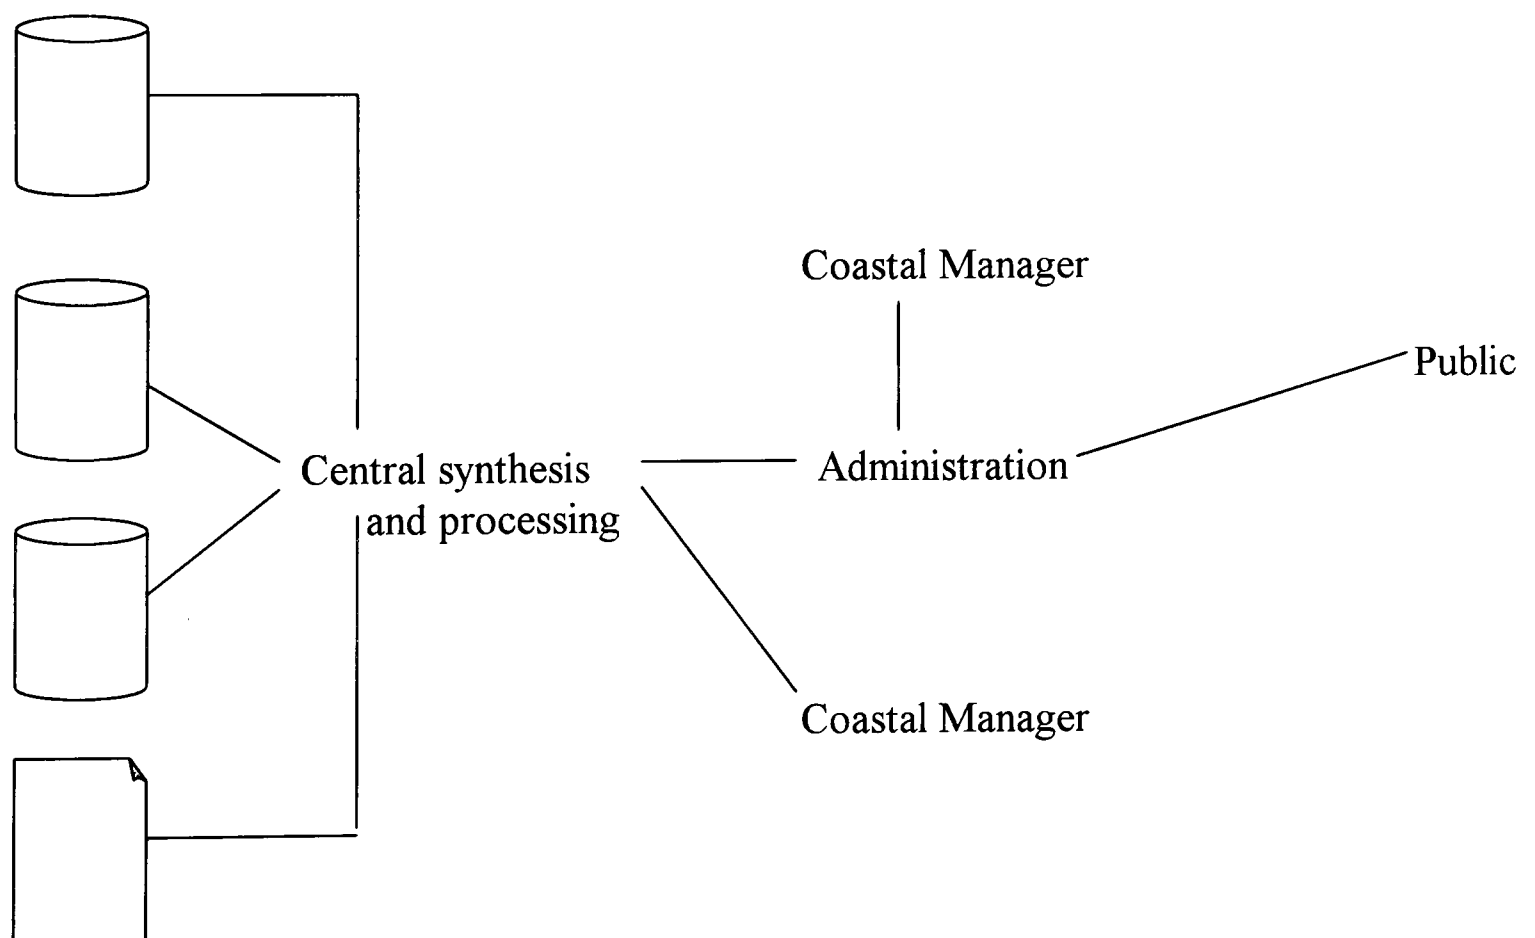 Coastal Manager
Public
Central synthesis
and processing
Administration
Coastal Manager